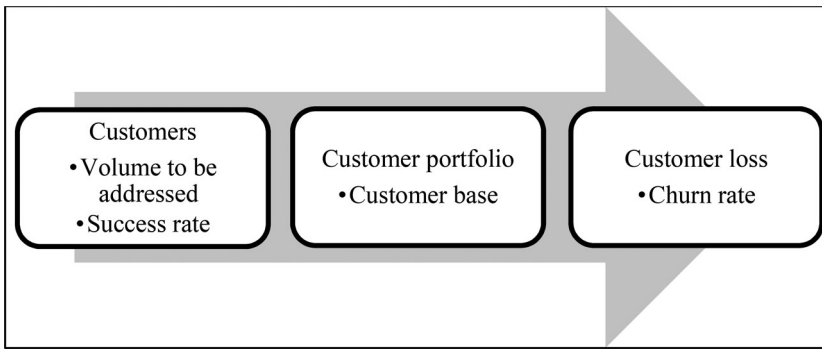 Customers
•Volume to be
addressed
•Success rate
Customer portfolio
•Customer base
Customer loss
•Churn rate